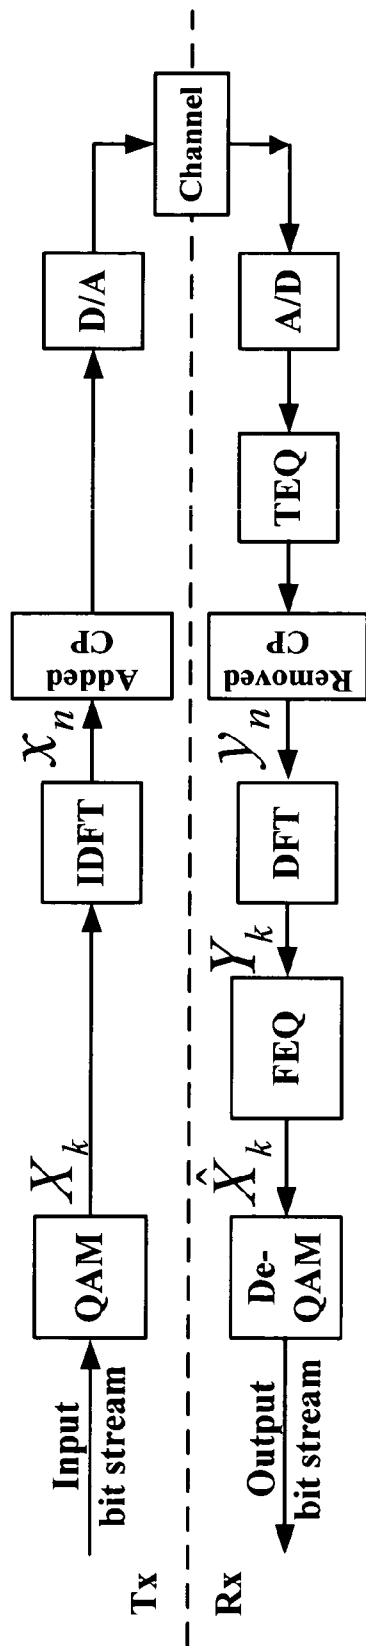 Input
bit stream
QAM
X_k
IDFT
x_n
Added
CP
D/A
Tx
Channel
Rx
Output
bit stream
De-
QAM
X̂_k
FEQ
Y_k
DFT
y_n
Removed
CP
TEQ
A/D